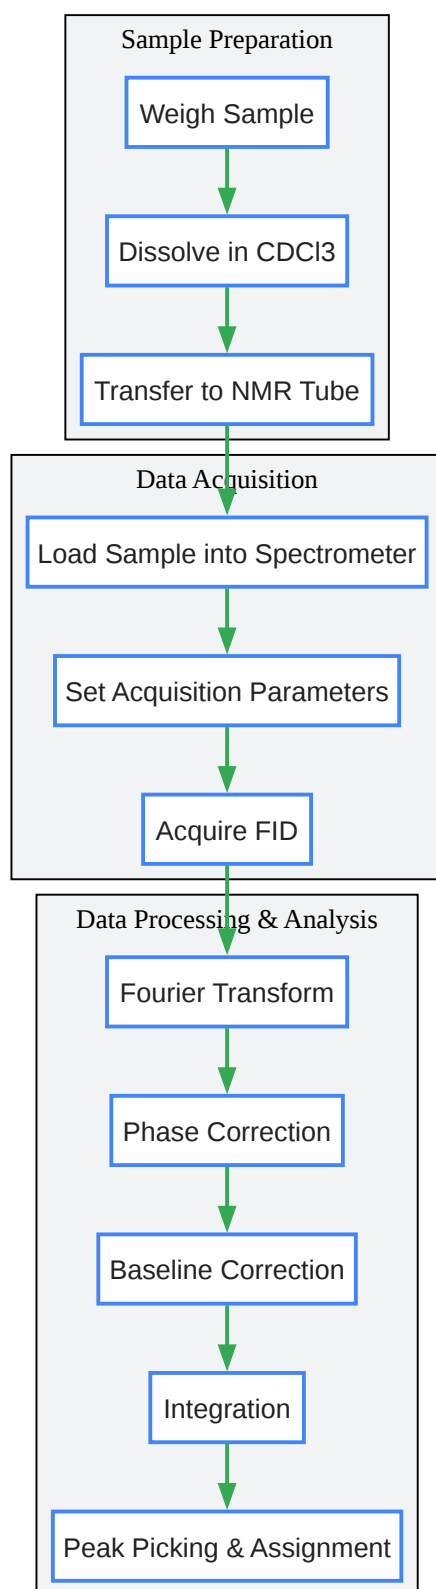 Sample Preparation
Weigh Sample
Dissolve in CDCl3
Transfer to NMR Tube
Data Acquisition
Load Sample into Spectrometer
Set Acquisition Parameters
Acquire FID
Data Processing & Analysis
Fourier Transform
Phase Correction
Baseline Correction
Integration
Peak Picking & Assignment